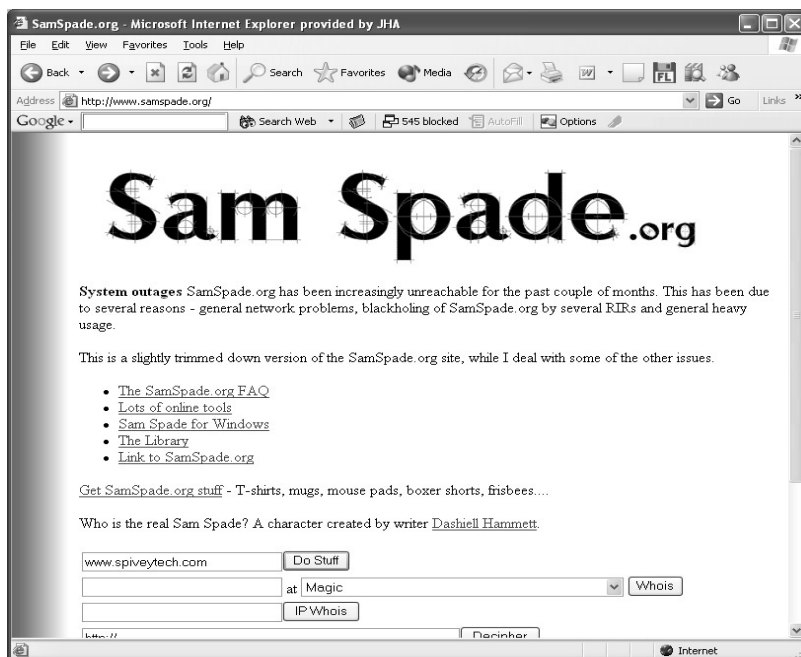 SamSpade.org - Microsoft Internet Explorer provided by JHA
File Edit View Favorites Tools Help
Back Search Favorites Media
Address http://www.samspade.org/ Go Links »
Google Search Web 545 blocked AutoFill Options
Sam Spade.org
System outages SamSpade.org has been increasingly unreachable for the past couple of months. This has been due
to several reasons - general network problems, blackholing of SamSpade.org by several RIRs and general heavy
usage.
This is a slightly trimmed down version of the SamSpade.org site, while I deal with some of the other issues.
• The SamSpade.org FAQ
• Lots of online tools
• Sam Spade for Windows
• The Library
• Link to SamSpade.org
Get SamSpade.org stuff - T-shirts, mugs, mouse pads, boxer shorts, frisbees....
Who is the real Sam Spade? A character created by writer Dashiell Hammett.
www.spiveytech.com Do Stuff
at Magic Whois
IP Whois
http:// Decipher
Internet